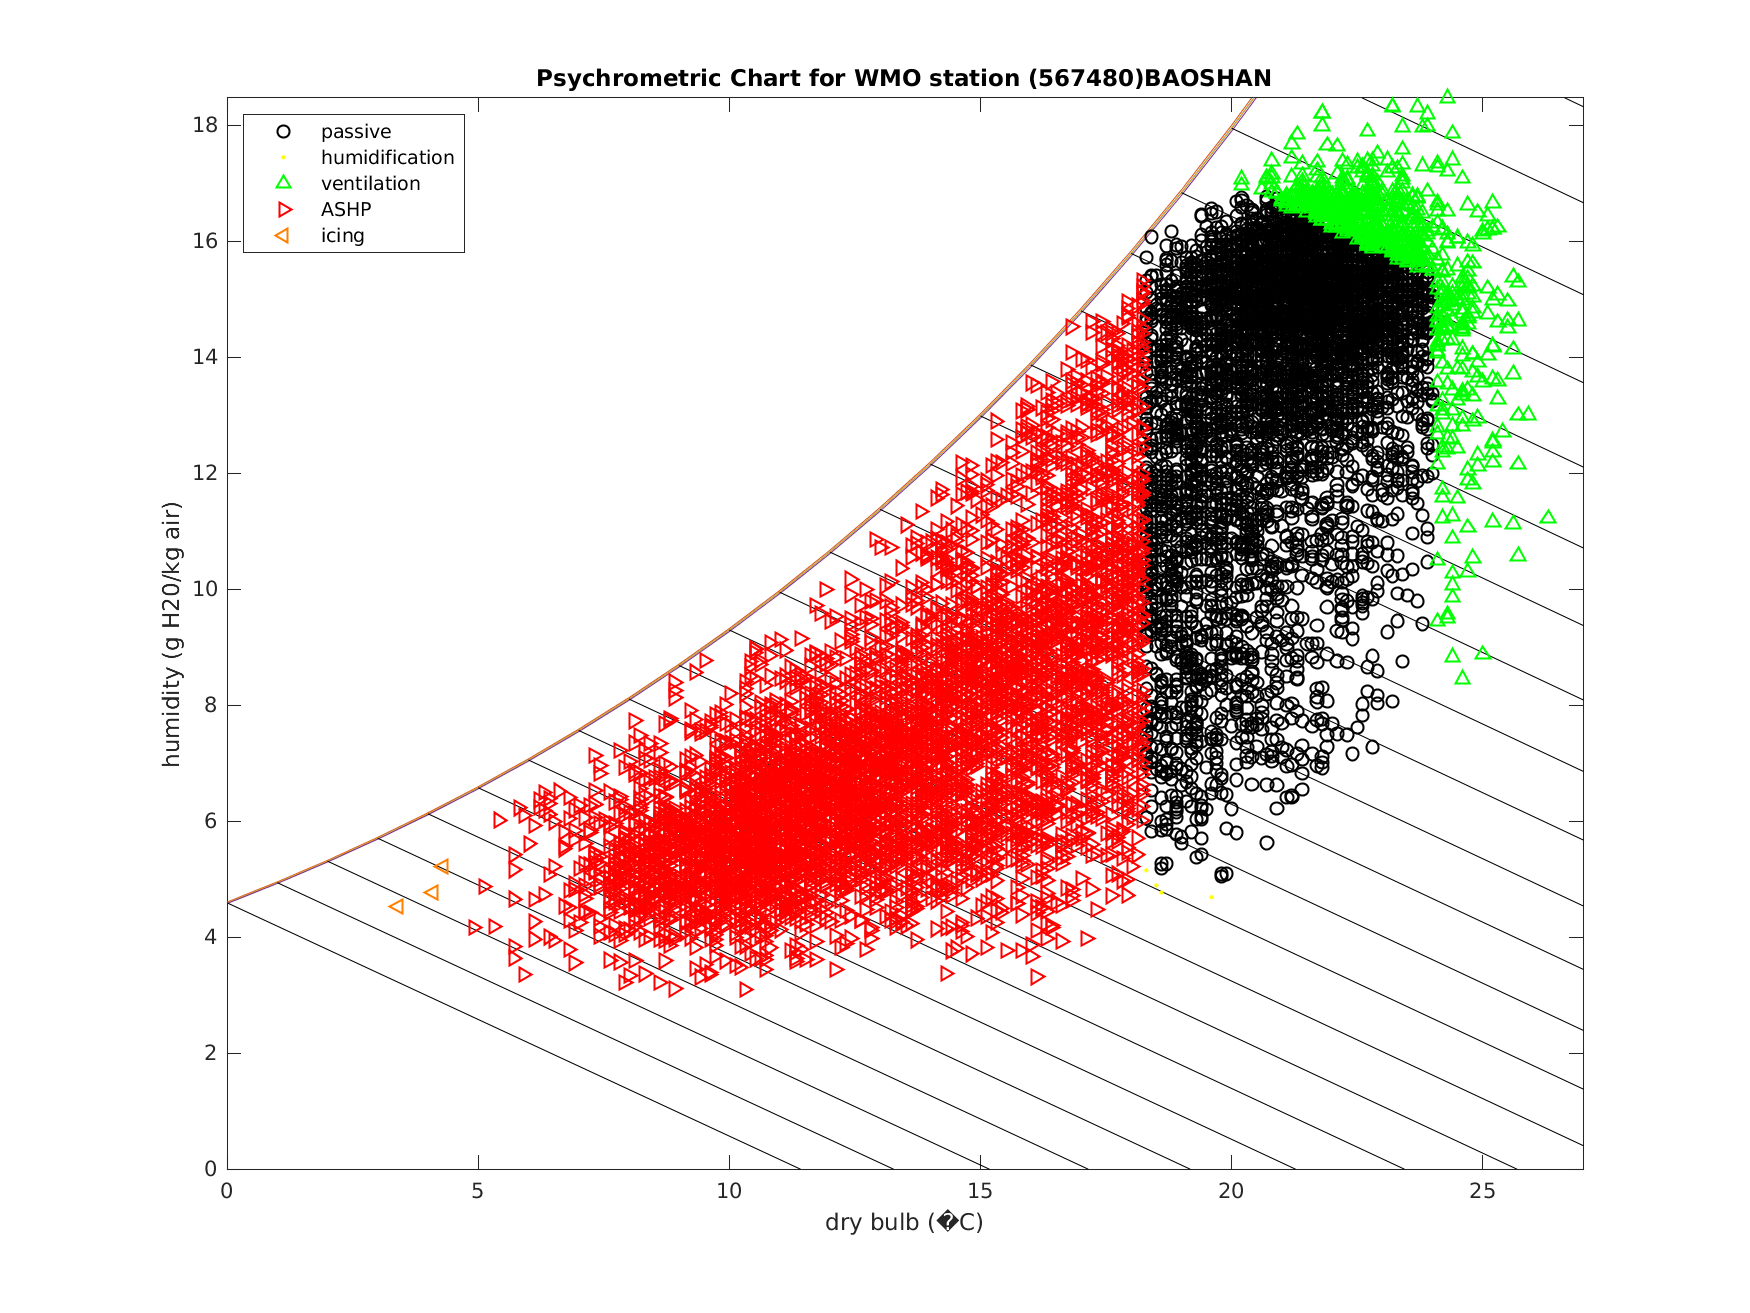 Psychrometric Chart for WMO station (567480)BAOSHAN
passive
humidification
ventilation
ASHP
icing
humidity (g H20/kg air)
18
16
14
12
10
8
6
4
2
0
0 5 10 15 20 25
dry bulb (�C)